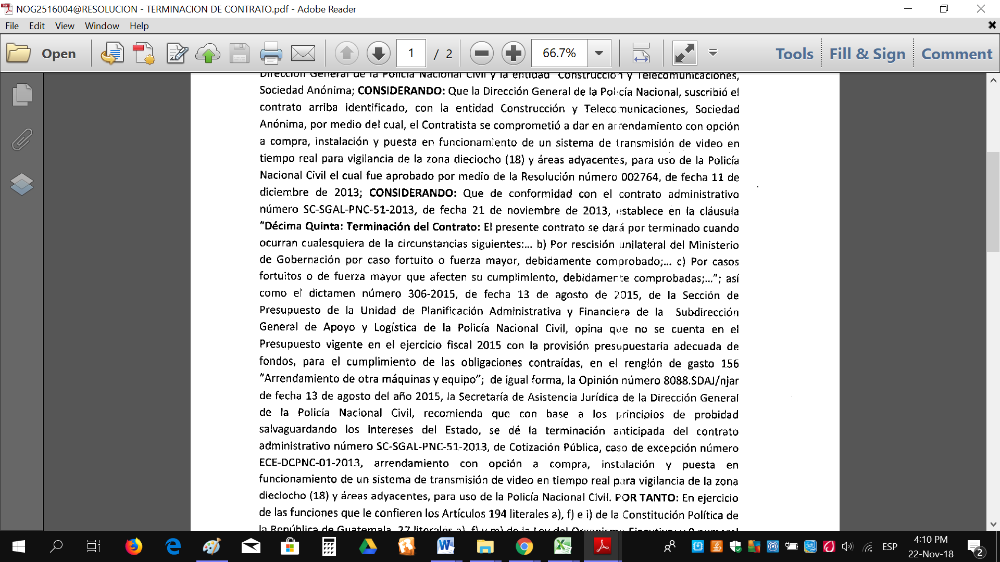 NOG2516004@RESOLUCION - TERMINACION DE CONTRATO.pdf - Adobe Reader
File Edit View Window Help
Open 1 / 2 66.7% Tools Fill & Sign Comment
Dirección General de la Policía Nacional Civil y la entidad Construcción y Telecomunicaciones,
Sociedad Anónima; CONSIDERANDO: Que la Dirección General de la Policía Nacional, suscribió el
contrato arriba identificado, con la entidad Construcción y Telecomunicaciones, Sociedad
Anónima, por medio del cual, el Contratista se comprometió a dar en arrendamiento con opción
a compra, instalación y puesta en funcionamiento de un sistema de transmisión de video en
tiempo real para vigilancia de la zona dieciocho (18) y áreas adyacentes, para uso de la Policía
Nacional Civil el cual fue aprobado por medio de la Resolución número 002764, de fecha 11 de
diciembre de 2013; CONSIDERANDO: Que de conformidad con el contrato administrativo
número SC-SGAL-PNC-51-2013, de fecha 21 de noviembre de 2013, establece en la cláusula
“Décima Quinta: Terminación del Contrato: El presente contrato se dará por terminado cuando
ocurran cualesquiera de la circunstancias siguientes:... b) Por rescisión unilateral del Ministerio
de Gobernación por caso fortuito o fuerza mayor, debidamente comprobado;... c) Por casos
fortuitos o de fuerza mayor que afecten su cumplimiento, debidamente comprobadas;...”; así
como el dictamen número 306-2015, de fecha 13 de agosto de 2015, de la Sección de
Presupuesto de la Unidad de Planificación Administrativa y Financiera de la Subdirección
General de Apoyo y Logística de la Policía Nacional Civil, opina que no se cuenta en el
Presupuesto vigente en el ejercicio fiscal 2015 con la provisión presupuestaria adecuada de
fondos, para el cumplimiento de las obligaciones contraídas, en el renglón de gasto 156
“Arrendamiento de otra máquinas y equipo”; de igual forma, la Opinión número 8088.SDAJ/njar
de fecha 13 de agosto del año 2015, la Secretaría de Asistencia Jurídica de la Dirección General
de la Policía Nacional Civil, recomienda que con base a los principios de probidad
salvaguardando los intereses del Estado, se dé la terminación anticipada del contrato
administrativo número SC-SGAL-PNC-51-2013, de Cotización Pública, caso de excepción número
ECE-DCPNC-01-2013, arrendamiento con opción a compra, instalación y puesta en
funcionamiento de un sistema de transmisión de video en tiempo real para vigilancia de la zona
dieciocho (18) y áreas adyacentes, para uso de la Policía Nacional Civil. POR TANTO: En ejercicio
de las funciones que le confieren los Artículos 194 literales a), f) e i) de la Constitución Política de
la República de Guatemala, 27 literales a), f) y m) de la Ley del Organismo Ejecutivo; y 9 numeral
ESP 4:10 PM
22-Nov-18 2